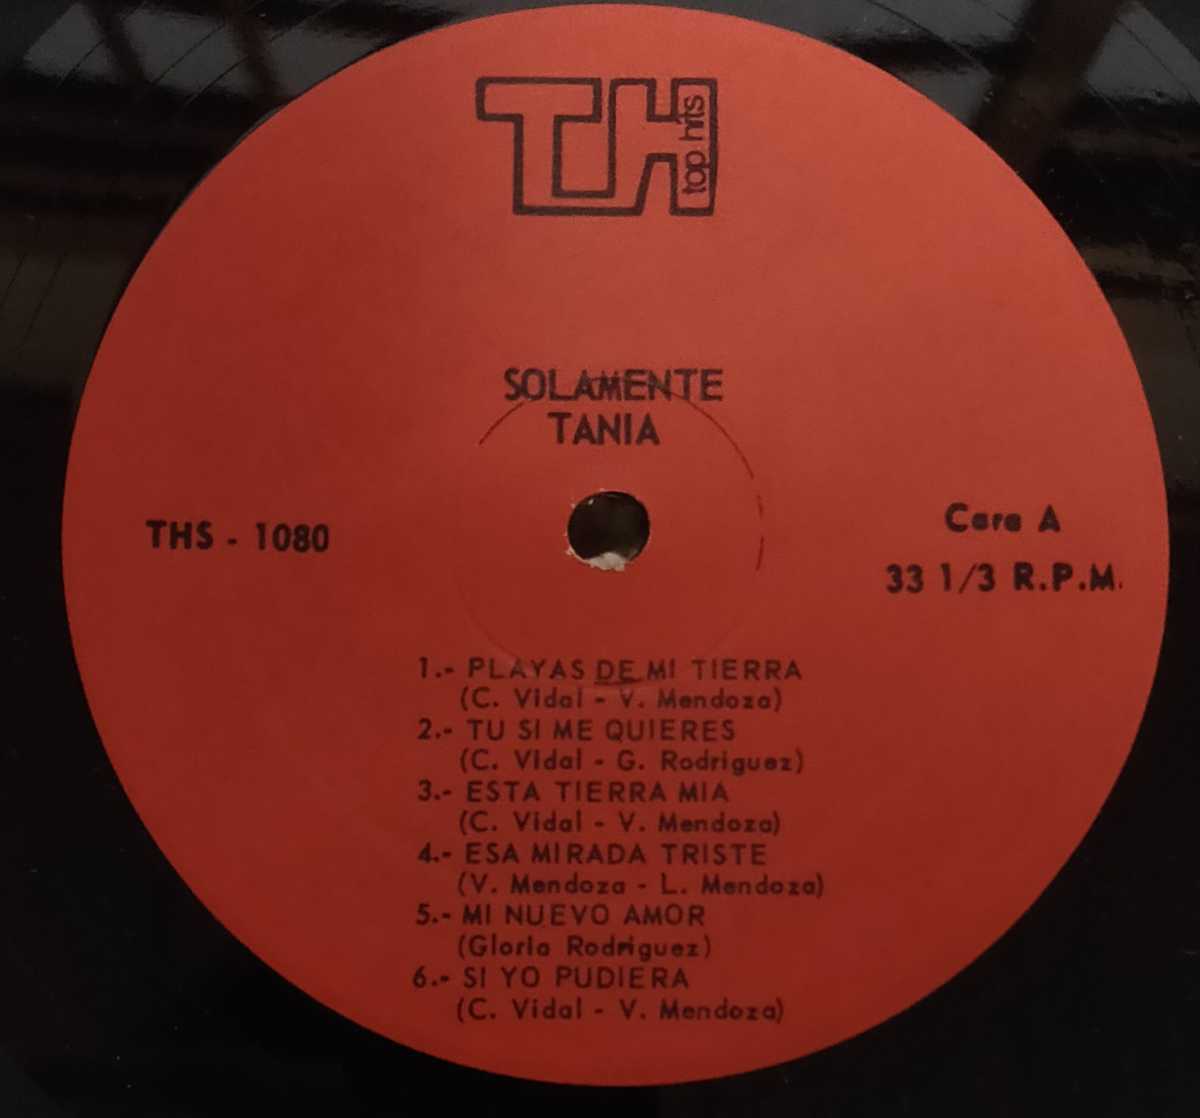 TH
top hits
SOLAMENTE
TANIA
THS - 1080
Cara A
33 1/3 R.P.M.
1.- PLAYAS DE MI TIERRA
(C. Vidal - V. Mendoza)
2.- TU SI ME QUIERES
(C. Vidal - G. Rodriguez)
3.- ESTA TIERRA MIA
(C. Vidal - V. Mendoza)
4.- ESA MIRADA TRISTE
(V. Mendoza - L. Mendoza)
5.- MI NUEVO AMOR
(Gloria Rodriguez)
6.- SI YO PUDIERA
(C. Vidal - V. Mendoza)